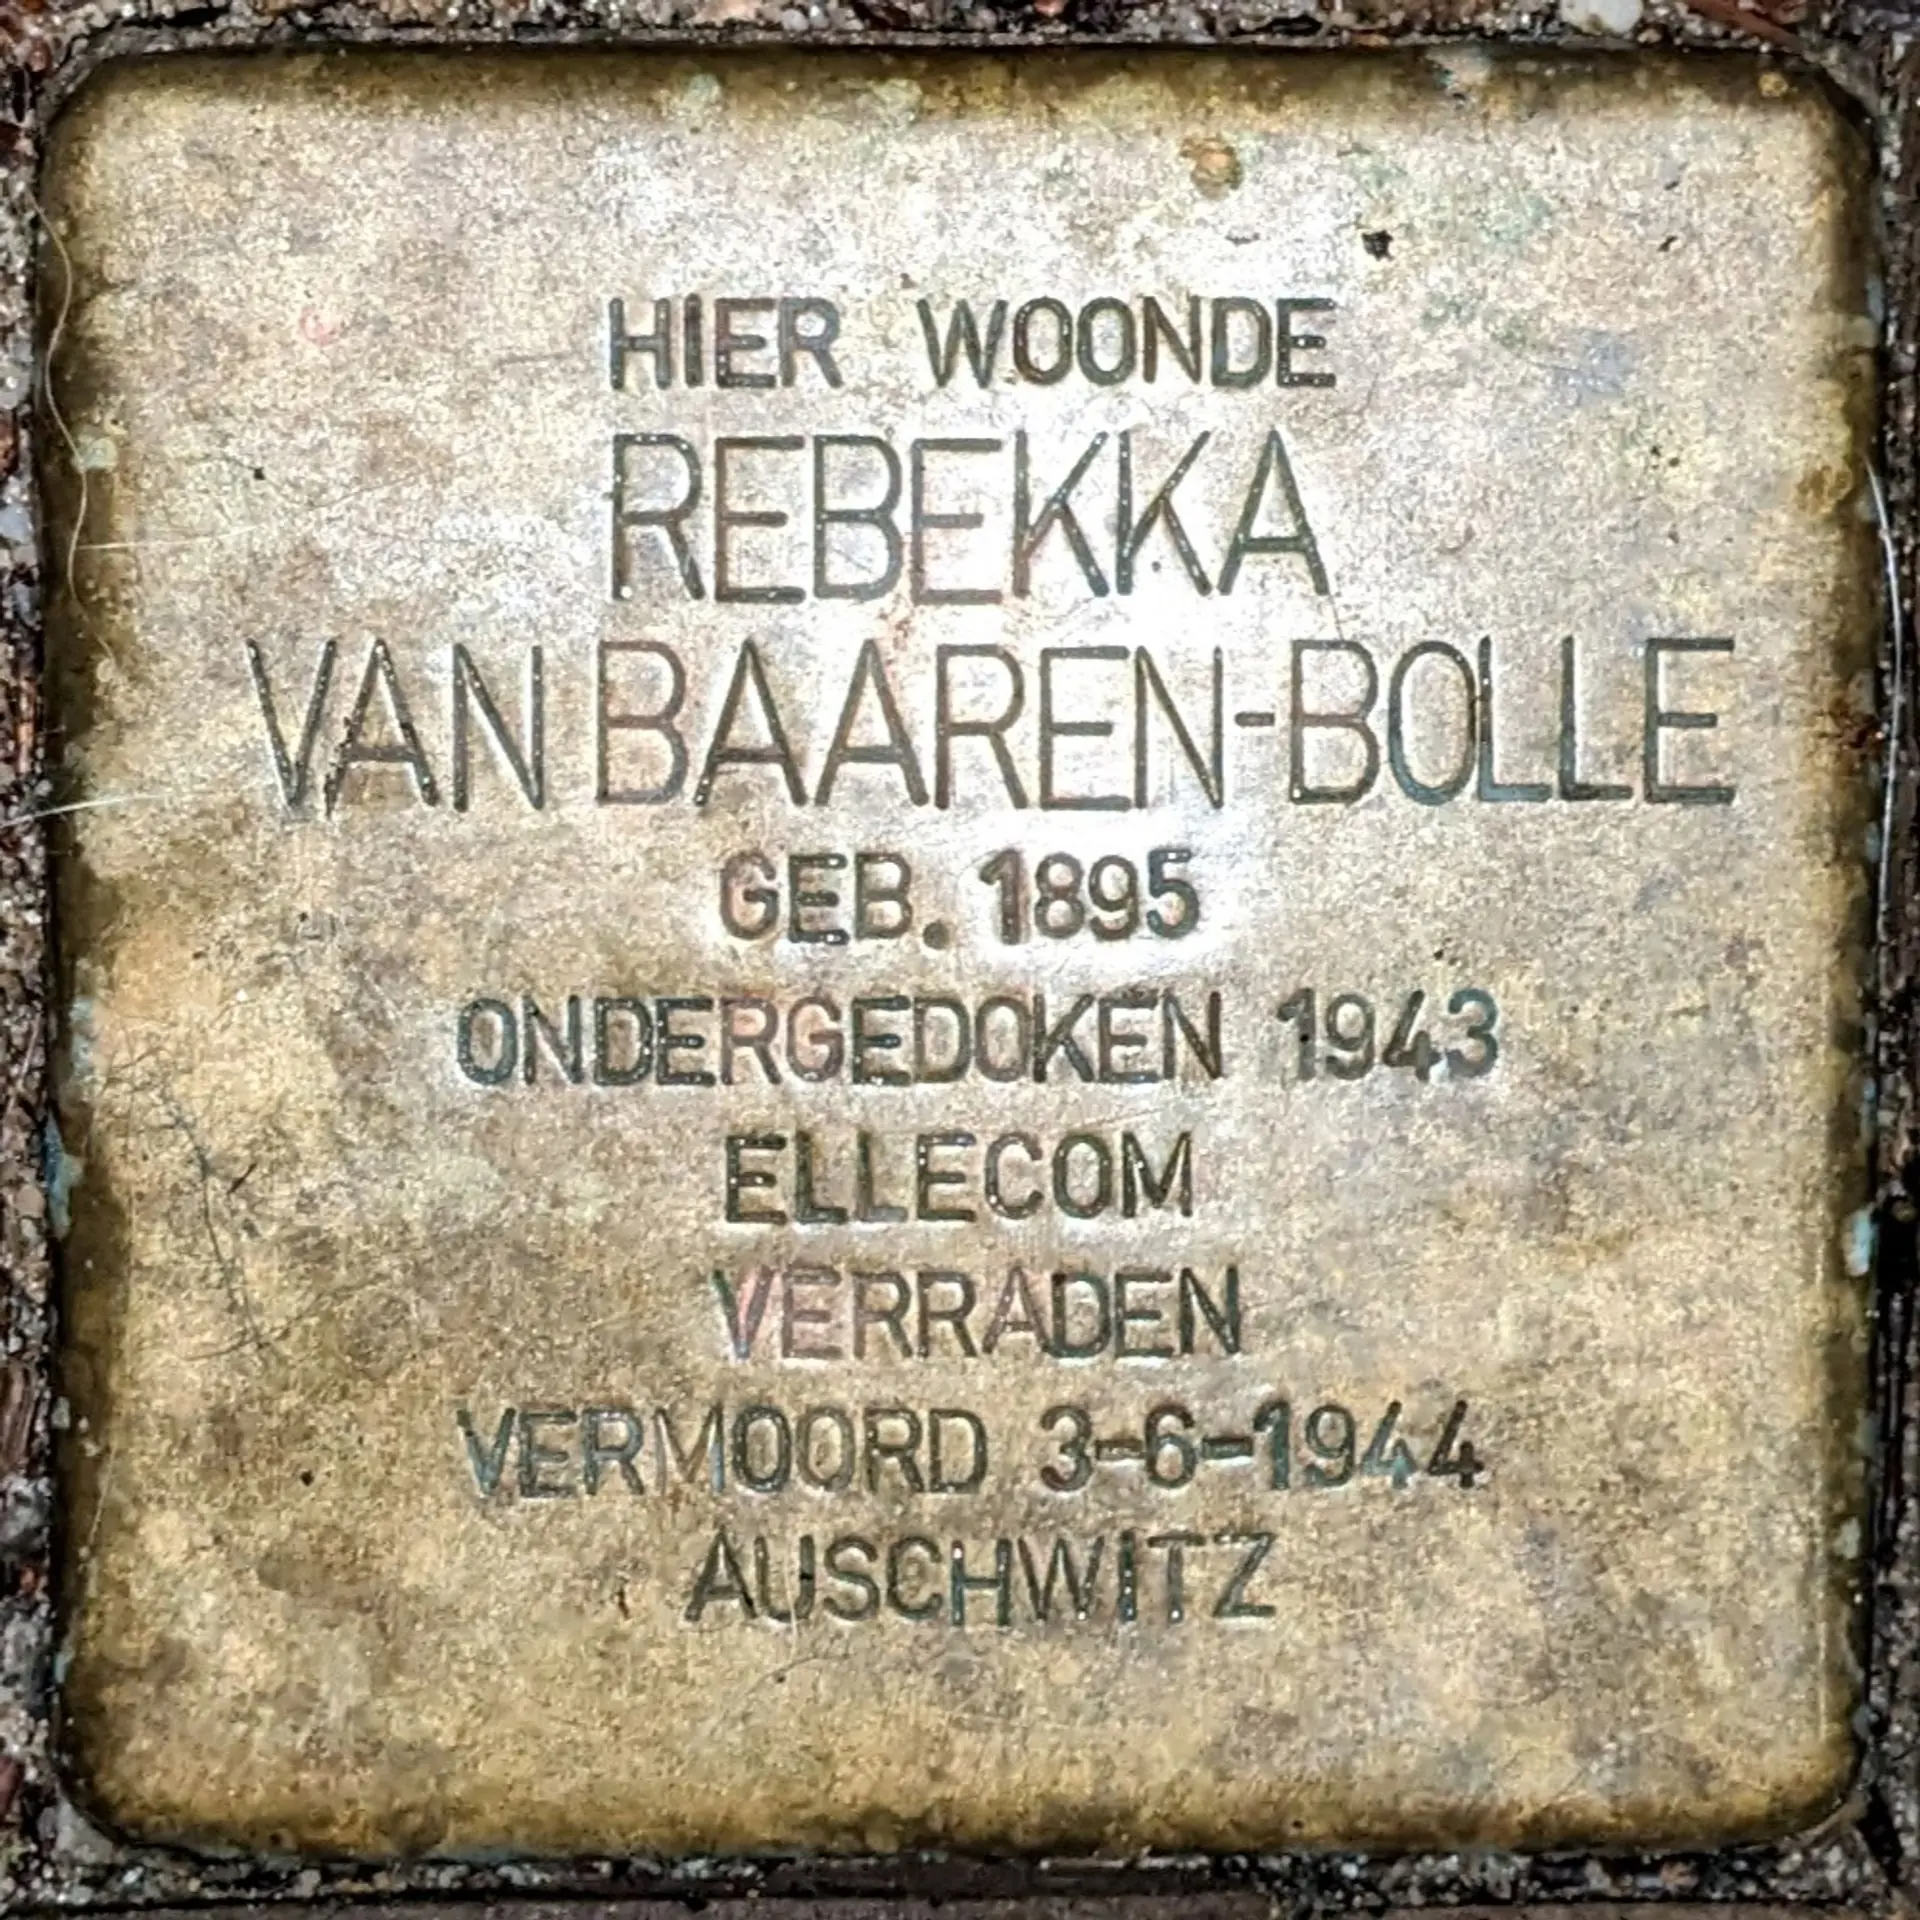 HIER WOONDE
REBEKKA
VAN BAAREN-BOLLE
GEB. 1895
ONDERGEDOKEN 1943
ELLECOM
VERRADEN
VERMOORD 3-6-1944
AUSCHWITZ